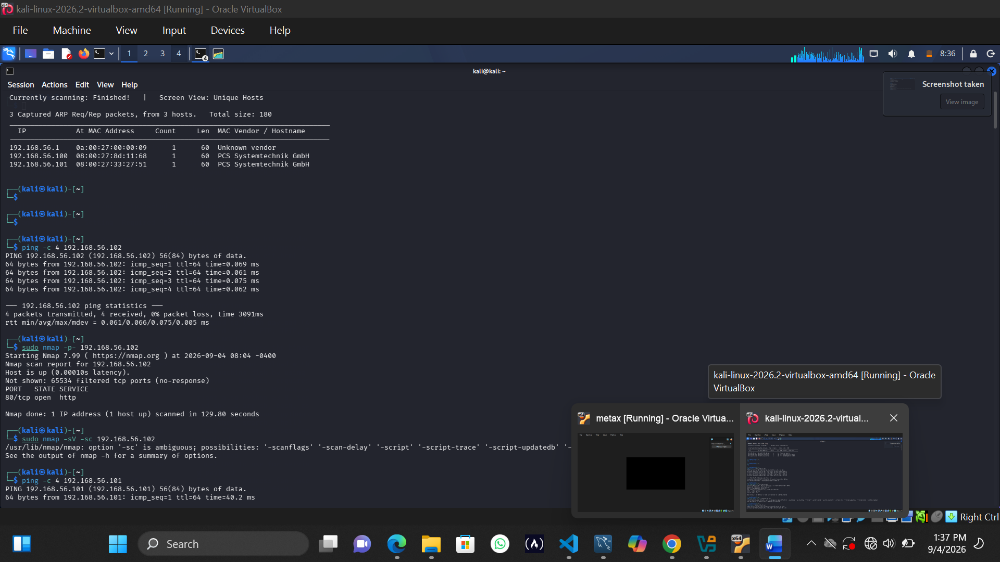 kali-linux-2026.2-virtualbox-amd64 [Running] - Oracle VirtualBox
File Machine View Input Devices Help
1 2 3 4 4 8:36
kali@kali: ~
Session Actions Edit View Help
Screenshot taken
View image
Currently scanning: Finished! | Screen View: Unique Hosts
3 Captured ARP Req/Rep packets, from 3 hosts. Total size: 180
IP At MAC Address Count Len MAC Vendor / Hostname
192.168.56.1 0a:00:27:00:00:09 1 60 Unknown vendor
192.168.56.100 08:00:27:8d:11:68 1 60 PCS Systemtechnik GmbH
192.168.56.101 08:00:27:33:27:51 1 60 PCS Systemtechnik GmbH
┌──(kali㉿kali)-[~]
└─$
┌──(kali㉿kali)-[~]
└─$
┌──(kali㉿kali)-[~]
└─$ ping -c 4 192.168.56.102
PING 192.168.56.102 (192.168.56.102) 56(84) bytes of data.
64 bytes from 192.168.56.102: icmp_seq=1 ttl=64 time=0.069 ms
64 bytes from 192.168.56.102: icmp_seq=2 ttl=64 time=0.061 ms
64 bytes from 192.168.56.102: icmp_seq=3 ttl=64 time=0.075 ms
64 bytes from 192.168.56.102: icmp_seq=4 ttl=64 time=0.062 ms
--- 192.168.56.102 ping statistics ---
4 packets transmitted, 4 received, 0% packet loss, time 3091ms
rtt min/avg/max/mdev = 0.061/0.066/0.075/0.005 ms
┌──(kali㉿kali)-[~]
└─$ sudo nmap -p- 192.168.56.102
Starting Nmap 7.99 ( https://nmap.org ) at 2026-09-04 08:04 -0400
Nmap scan report for 192.168.56.102
Host is up (0.00010s latency).
Not shown: 65534 filtered tcp ports (no-response)
PORT STATE SERVICE
80/tcp open http
Nmap done: 1 IP address (1 host up) scanned in 129.80 seconds
┌──(kali㉿kali)-[~]
└─$ sudo nmap -sV -sc 192.168.56.102
/usr/lib/nmap/nmap: option '-sc' is ambiguous; possibilities: '-scanflags' '-scan-delay' '-script' '-script-trace' '-script-updatedb' '-
See the output of nmap -h for a summary of options.
┌──(kali㉿kali)-[~]
└─$ ping -c 4 192.168.56.101
PING 192.168.56.101 (192.168.56.101) 56(84) bytes of data.
64 bytes from 192.168.56.101: icmp_seq=1 ttl=64 time=40.2 ms
kali-linux-2026.2-virtualbox-amd64 [Running] - Oracle
VirtualBox
metax [Running] - Oracle Virtua...
kali-linux-2026.2-virtual...
Right Ctrl
Search
1:37 PM
9/4/2026